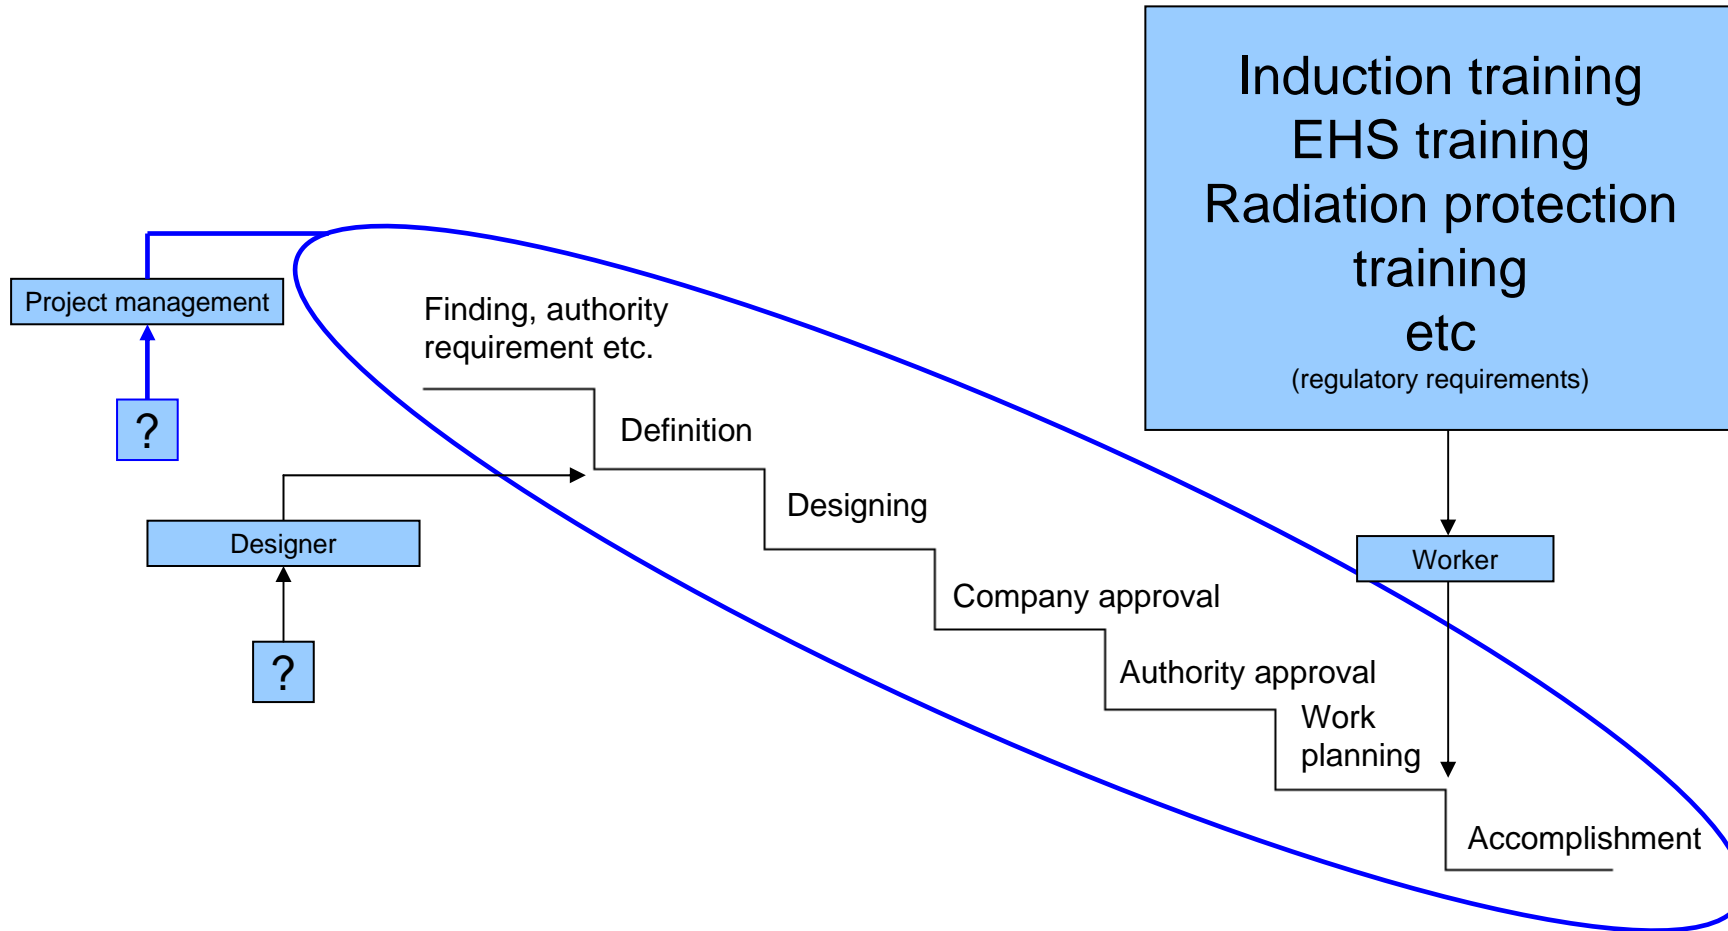 Induction training
EHS training
Radiation protection
training
etc
(regulatory requirements)
Project management
?
Finding, authority
requirement etc.
Definition
Designing
Designer
?
Company approval
Worker
Authority approval
Work
planning
Accomplishment